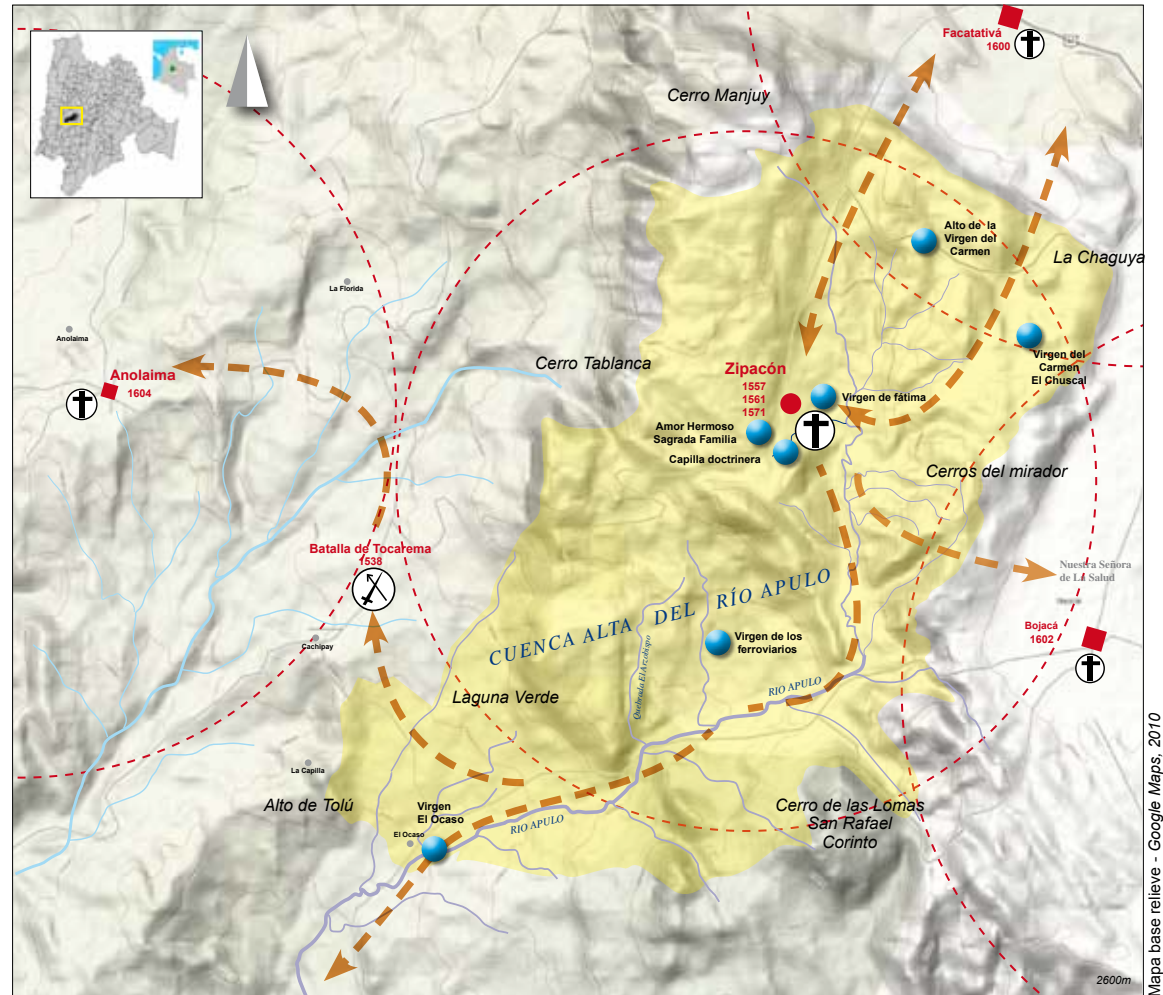 Facatativá
1600
Cerro Manjuy
Alto de la
Virgen del
Carmen
La Chaguya
La Florida
Anolaima
Cerro Tablanca
Virgen del
Carmen
El Chuscal
Anolaima
1604
Zipacón
1557
1561
1571
Virgen de fátima
Amor Hermoso
Sagrada Familia
Capilla doctrinera
Cerros del mirador
Batalla de Tocarema
1538
Nuestra Señora
de La Salud
CUENCA ALTA DEL RÍO APULO
Bojacá
1602
Cachipay
Virgen de los
ferroviarios
Quebrada El Arzobispo
Laguna Verde
RIO APULO
La Capilla
Alto de Tolú
Virgen
El Ocaso
El Ocaso
RIO APULO
Cerro de las Lomas
San Rafael
Corinto
2600m
Mapa base relieve - Google Maps, 2010